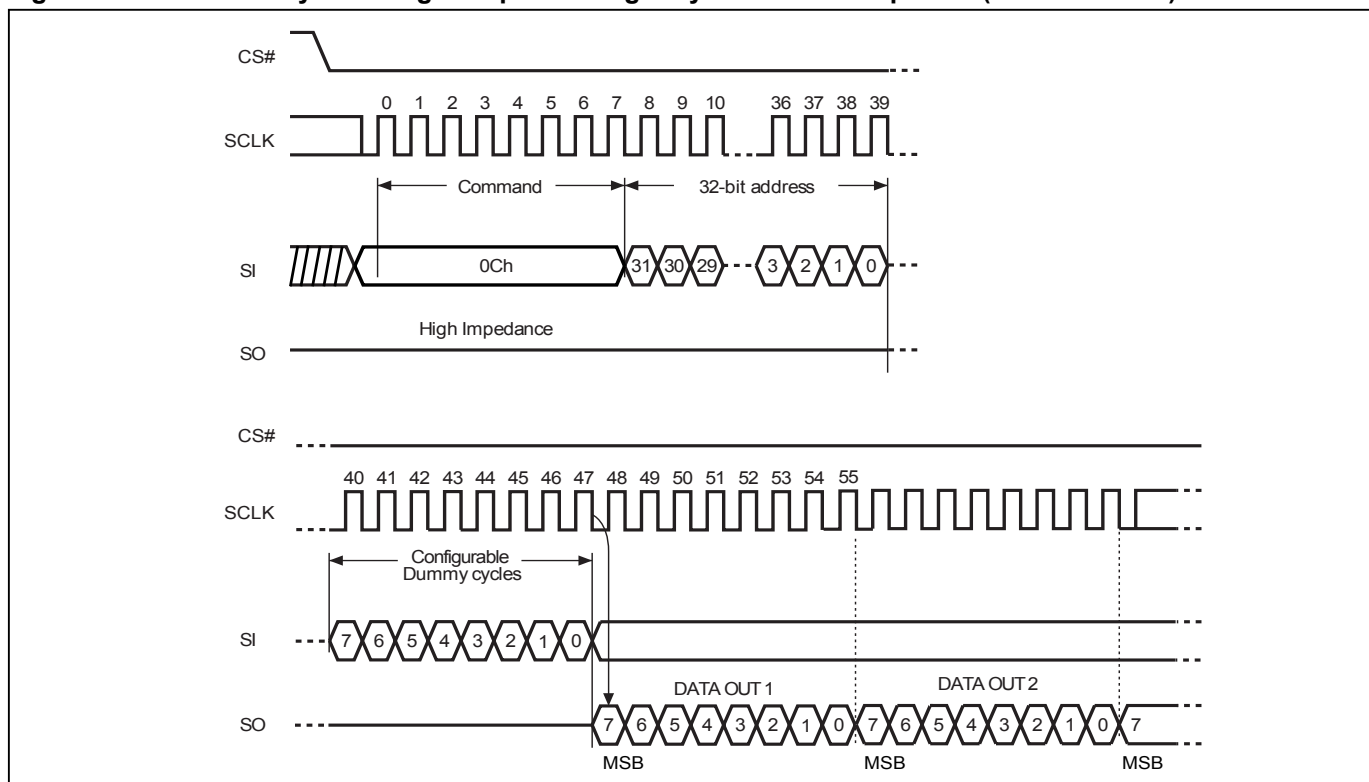 CS#
0 1 2 3 4 5 6 7 8 9 10 36 37 38 39
SCLK
Command 32-bit address
SI 0Ch 31 30 29 3 2 1 0
High Impedance
SO
CS#
40 41 42 43 44 45 46 47 48 49 50 51 52 53 54 55
SCLK
Configurable
Dummy cycles
SI 7 6 5 4 3 2 1 0
DATA OUT 1 DATA OUT 2
SO 7 6 5 4 3 2 1 0 7 6 5 4 3 2 1 0 7
MSB MSB MSB